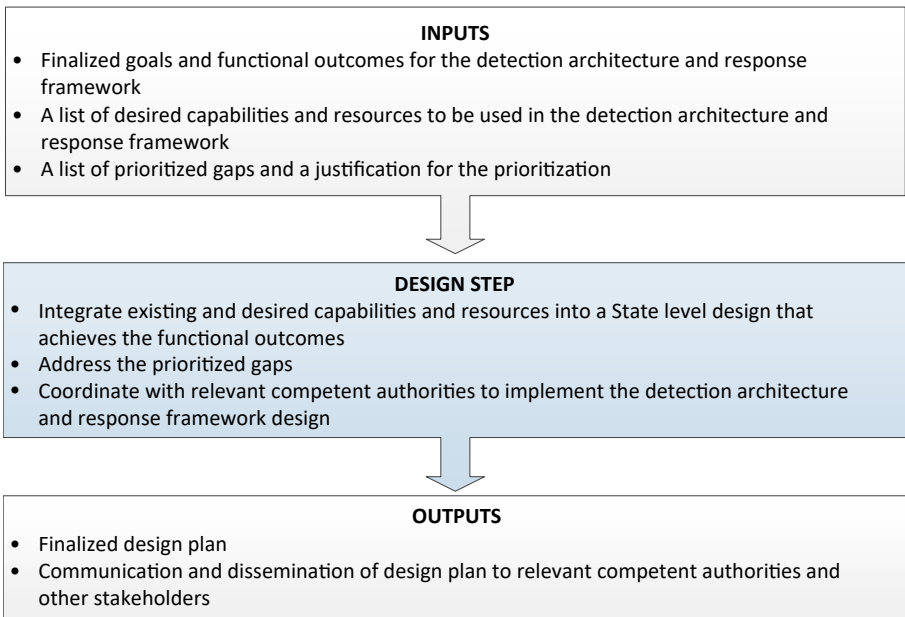 INPUTS
• Finalized goals and functional outcomes for the detection architecture and response
framework
• A list of desired capabilities and resources to be used in the detection architecture and
response framework
• A list of prioritized gaps and a justification for the prioritization
DESIGN STEP
• Integrate existing and desired capabilities and resources into a State level design that
achieves the functional outcomes
• Address the prioritized gaps
• Coordinate with relevant competent authorities to implement the detection architecture
and response framework design
OUTPUTS
• Finalized design plan
• Communication and dissemination of design plan to relevant competent authorities and
other stakeholders